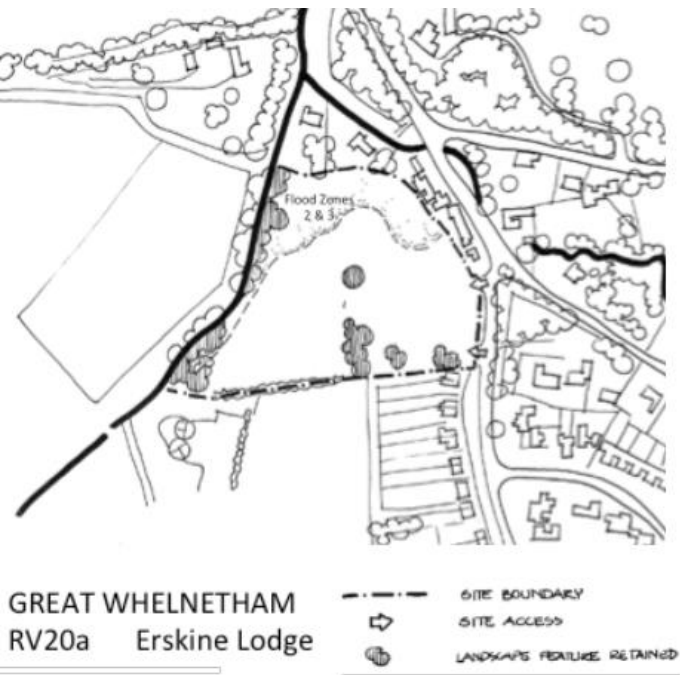 Flood Zones
2 & 3
GREAT WHELNETHAM
RV20a Erskine Lodge
SITE BOUNDARY
SITE ACCESS
LANDSCAPE FEATURE RETAINED